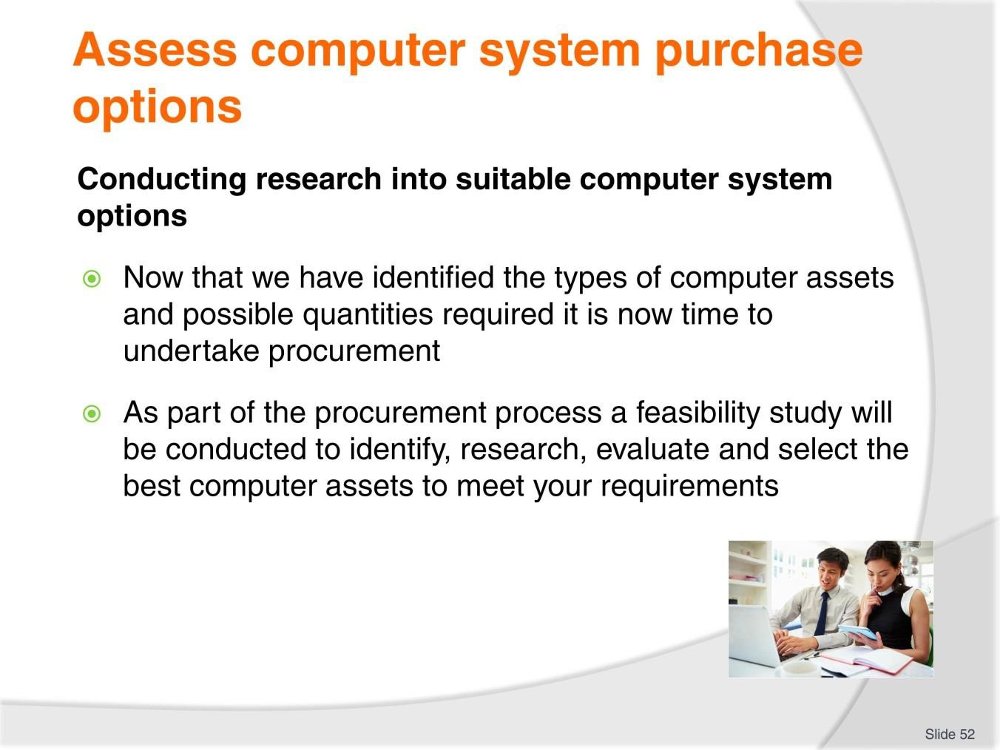 Assess computer system purchase
options
Conducting research into suitable computer system
options
Now that we have identified the types of computer assets
and possible quantities required it is now time to
undertake procurement
As part of the procurement process a feasibility study will
be conducted to identify, research, evaluate and select the
best computer assets to meet your requirements
Slide 52